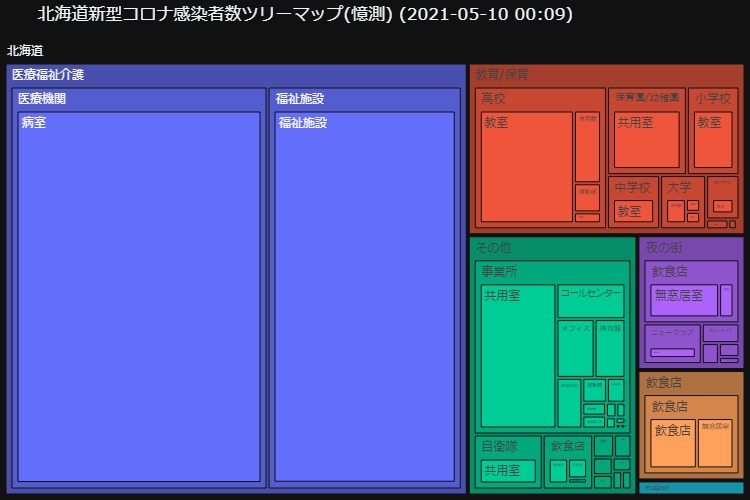 北海道新型コロナ感染者数ツリーマップ(憶測) (2021-05-10 00:09)
北海道
医療福祉介護
医療機関
病室
福祉施設
福祉施設
教育/保育
高校
教室
体育館
保育園/幼稚園
共用室
小学校
教室
中学校
教室
大学
その他
事業所
共用室
コールセンター
オフィス
体育館
自衛隊
共用室
飲食店
夜の街
飲食店
無窓居室
ニュークラブ
飲食店
飲食店
飲食店
無窓居室